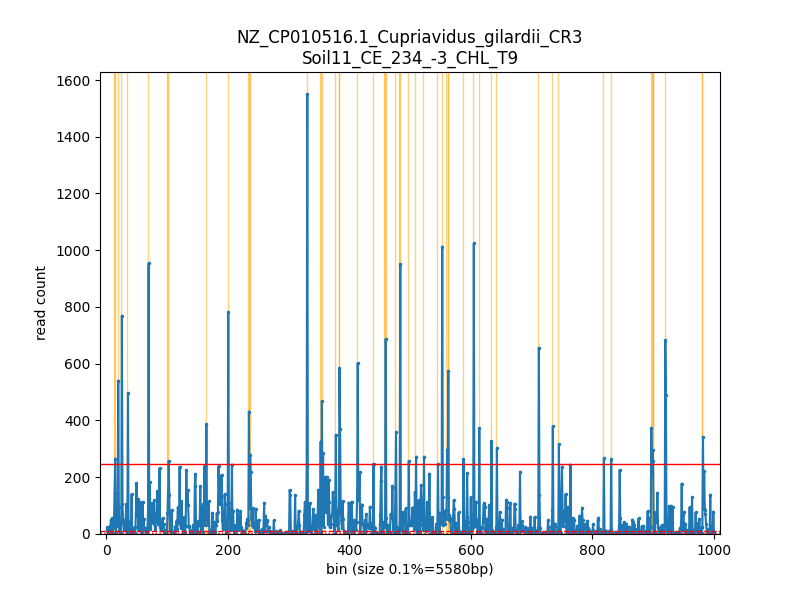 NZ_CP010516.1_Cupriavidus_gilardii_CR3
Soil11_CE_234_-3_CHL_T9
1600
1400
1200
1000
800
600
400
200
0
read count
0 200 400 600 800 1000
bin (size 0.1%=5580bp)